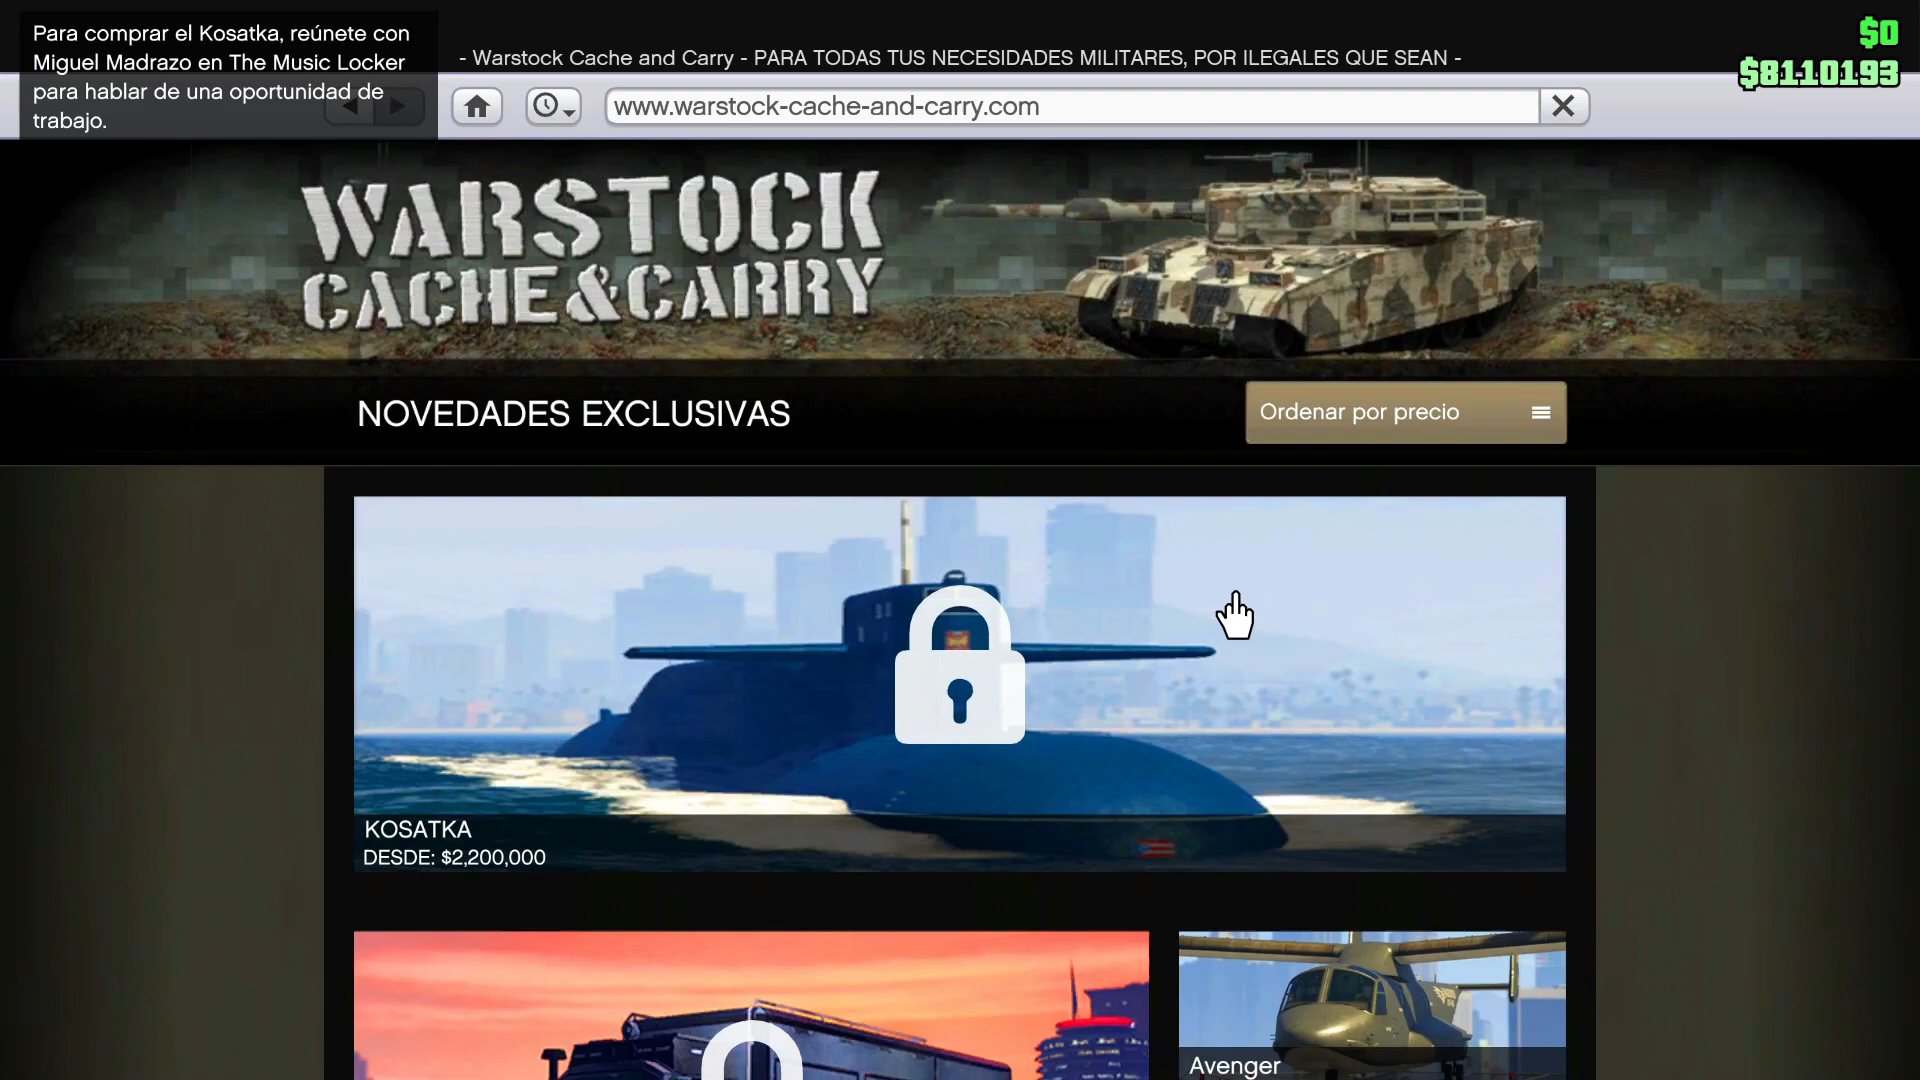 Para comprar el Kosatka, reúnete con
Miguel Madrazo en The Music Locker
para hablar de una oportunidad de
trabajo.
- Warstock Cache and Carry - PARA TODAS TUS NECESIDADES MILITARES, POR ILEGALES QUE SEAN -
$0
$8110193
www.warstock-cache-and-carry.com
WARSTOCK
CACHE&CARRY
NOVEDADES EXCLUSIVAS
Ordenar por precio
KOSATKA
DESDE: $2,200,000
Avenger